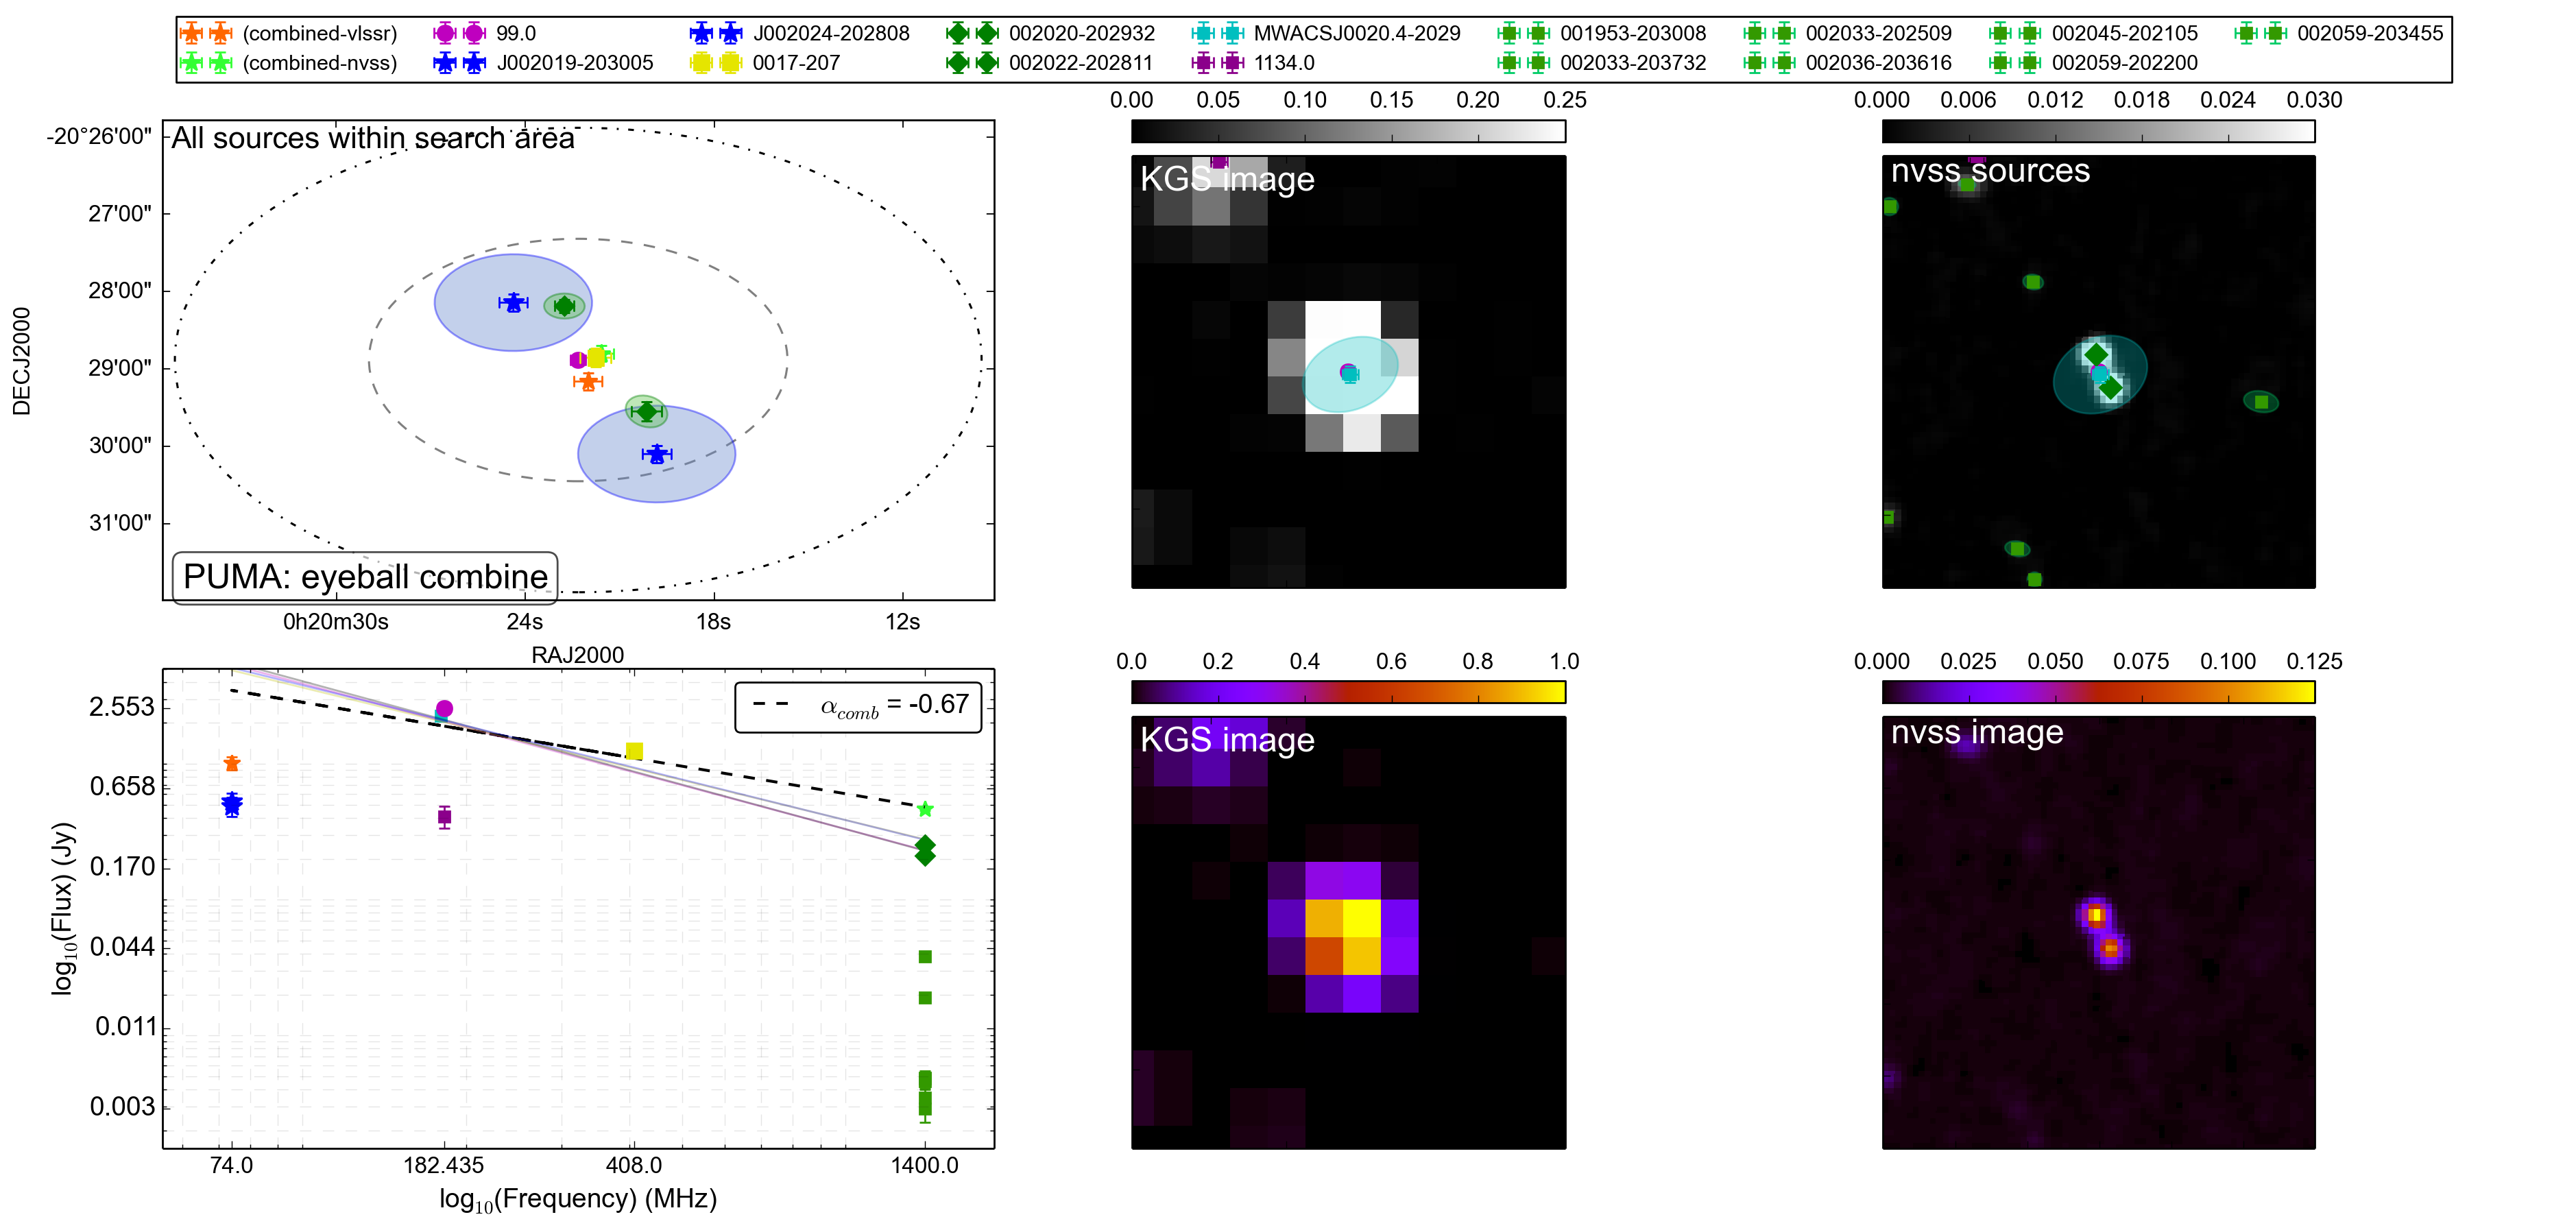 (combined-vlssr) 99.0 J002024-202808 002020-202932 MWACSJ0020.4-2029 001953-203008 002033-202509 002045-202105 002059-203455
(combined-nvss) J002019-203005 0017-207 002022-202811 1134.0 002033-203732 002036-203616 002059-202200
0.00 0.05 0.10 0.15 0.20 0.25
0.000 0.006 0.012 0.018 0.024 0.030
All sources within search area
-20°26'00"
27'00"
28'00"
29'00"
30'00"
31'00"
DECJ2000
PUMA: eyeball combine
0h20m30s 24s 18s 12s
RAJ2000
KGS image
nvss sources
2.553
0.658
0.170
0.044
0.011
0.003
log₁₀(Flux) (Jy)
α_comb = -0.67
74.0 182.435 408.0 1400.0
log₁₀(Frequency) (MHz)
0.0 0.2 0.4 0.6 0.8 1.0
KGS image
0.000 0.025 0.050 0.075 0.100 0.125
nvss image